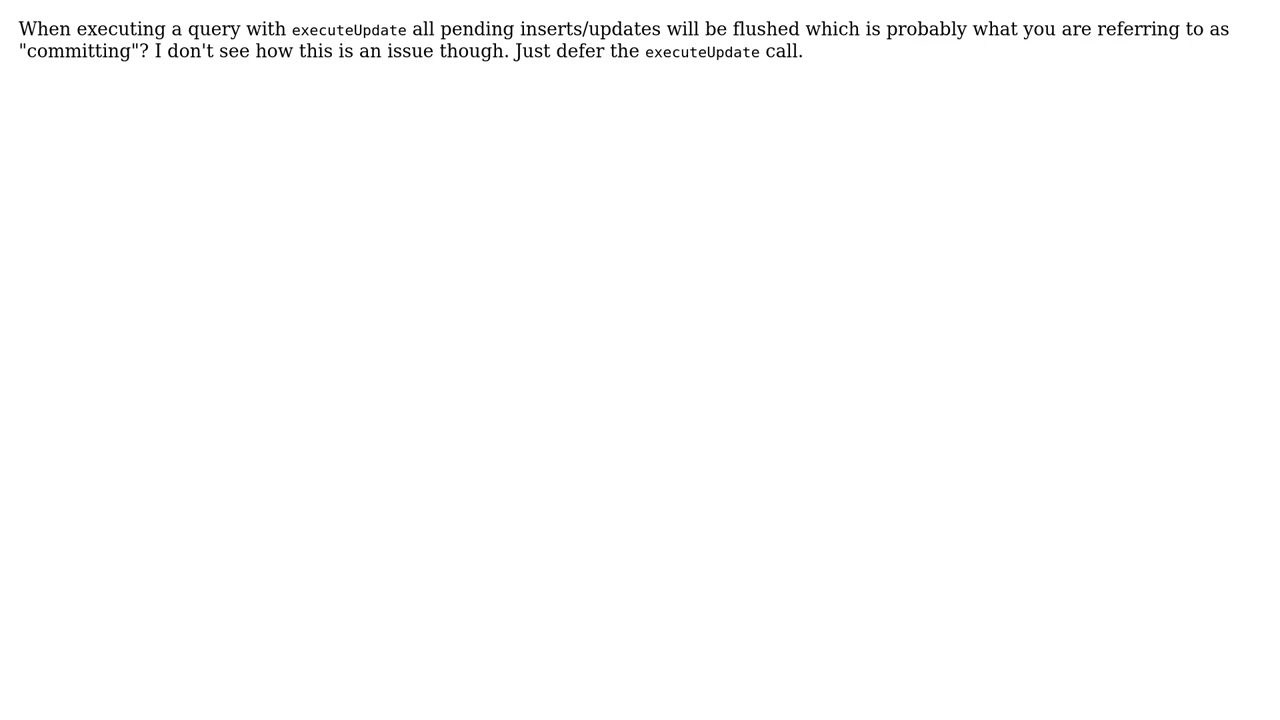 When executing a query with executeUpdate all pending inserts/updates will be flushed which is probably what you are referring to as
"committing"? I don't see how this is an issue though. Just defer the executeUpdate call.